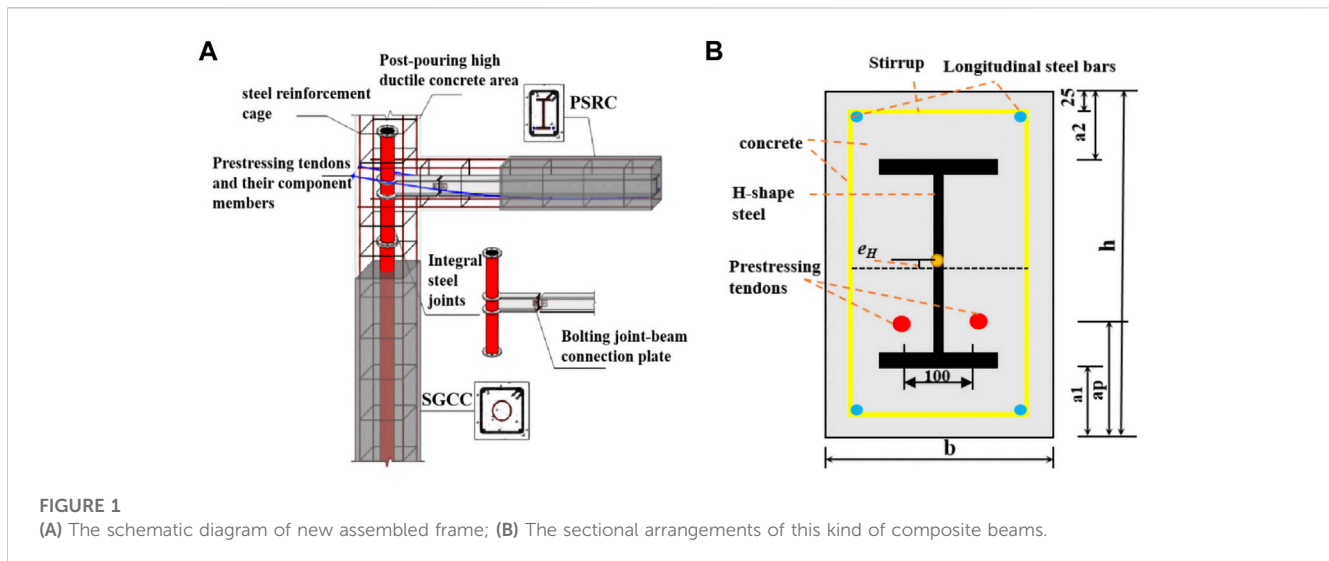 A
Post-pouring high
ductile concrete area
steel reinforcement
cage
PSRC
Prestressing tendons
and their component
members
Integral
steel
joints
Bolting joint-beam
connection plate
SGCC
B
Stirrup
Longitudinal steel bars
25
a2
concrete
H-shape
steel
h
e_H
Prestressing
tendons
100
a1
ap
b
FIGURE 1
(A) The schematic diagram of new assembled frame; (B) The sectional arrangements of this kind of composite beams.